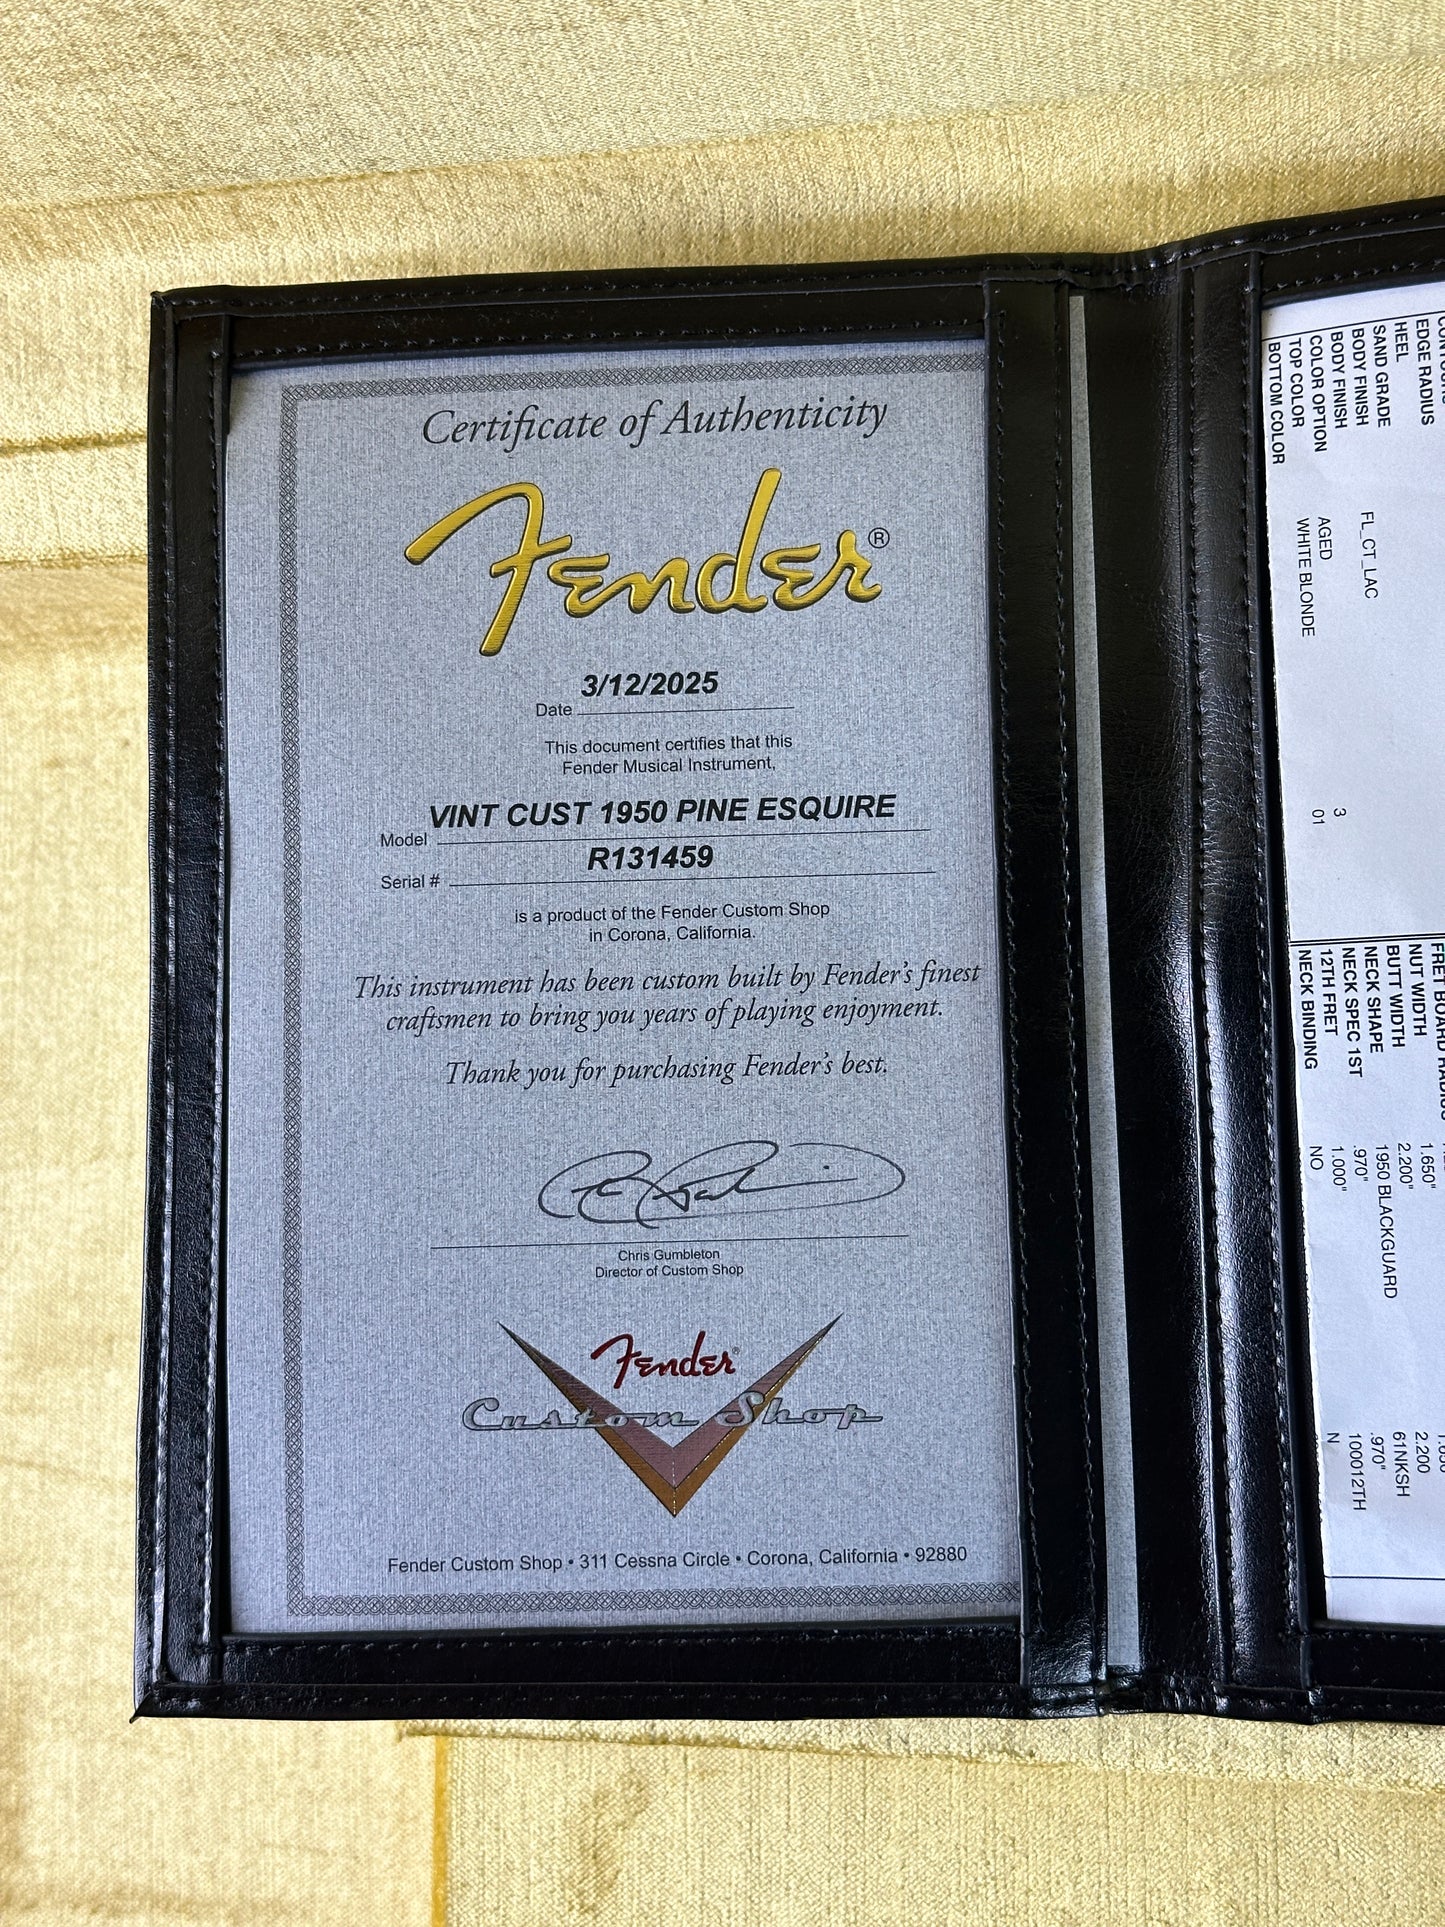 Certificate of Authenticity
Fender®
3/12/2025
Date
This document certifies that this
Fender Musical Instrument,
VINT CUST 1950 PINE ESQUIRE
Model
R131459
Serial #
is a product of the Fender Custom Shop
in Corona, California.
This instrument has been custom built by Fender's finest
craftsmen to bring you years of playing enjoyment.
Thank you for purchasing Fender's best.
Chris Gumbleton
Director of Custom Shop
Fender®
Custom Shop
Fender Custom Shop • 311 Cessna Circle • Corona, California • 92880
EDGE RADIUS
HEEL
SAND GRADE
BODY FINISH FL_CT_LAC
BODY FINISH 3
COLOR OPTION AGED 01
TOP COLOR WHITE BLONDE
BOTTOM COLOR
NUT WIDTH 1.650"
BUTT WIDTH 2.200" 2.200
NECK SHAPE 1950 BLACKGUARD 61NKSH
NECK SPEC 1ST .970" .970"
12TH FRET 1.000" 100012TH
NECK BINDING NO N